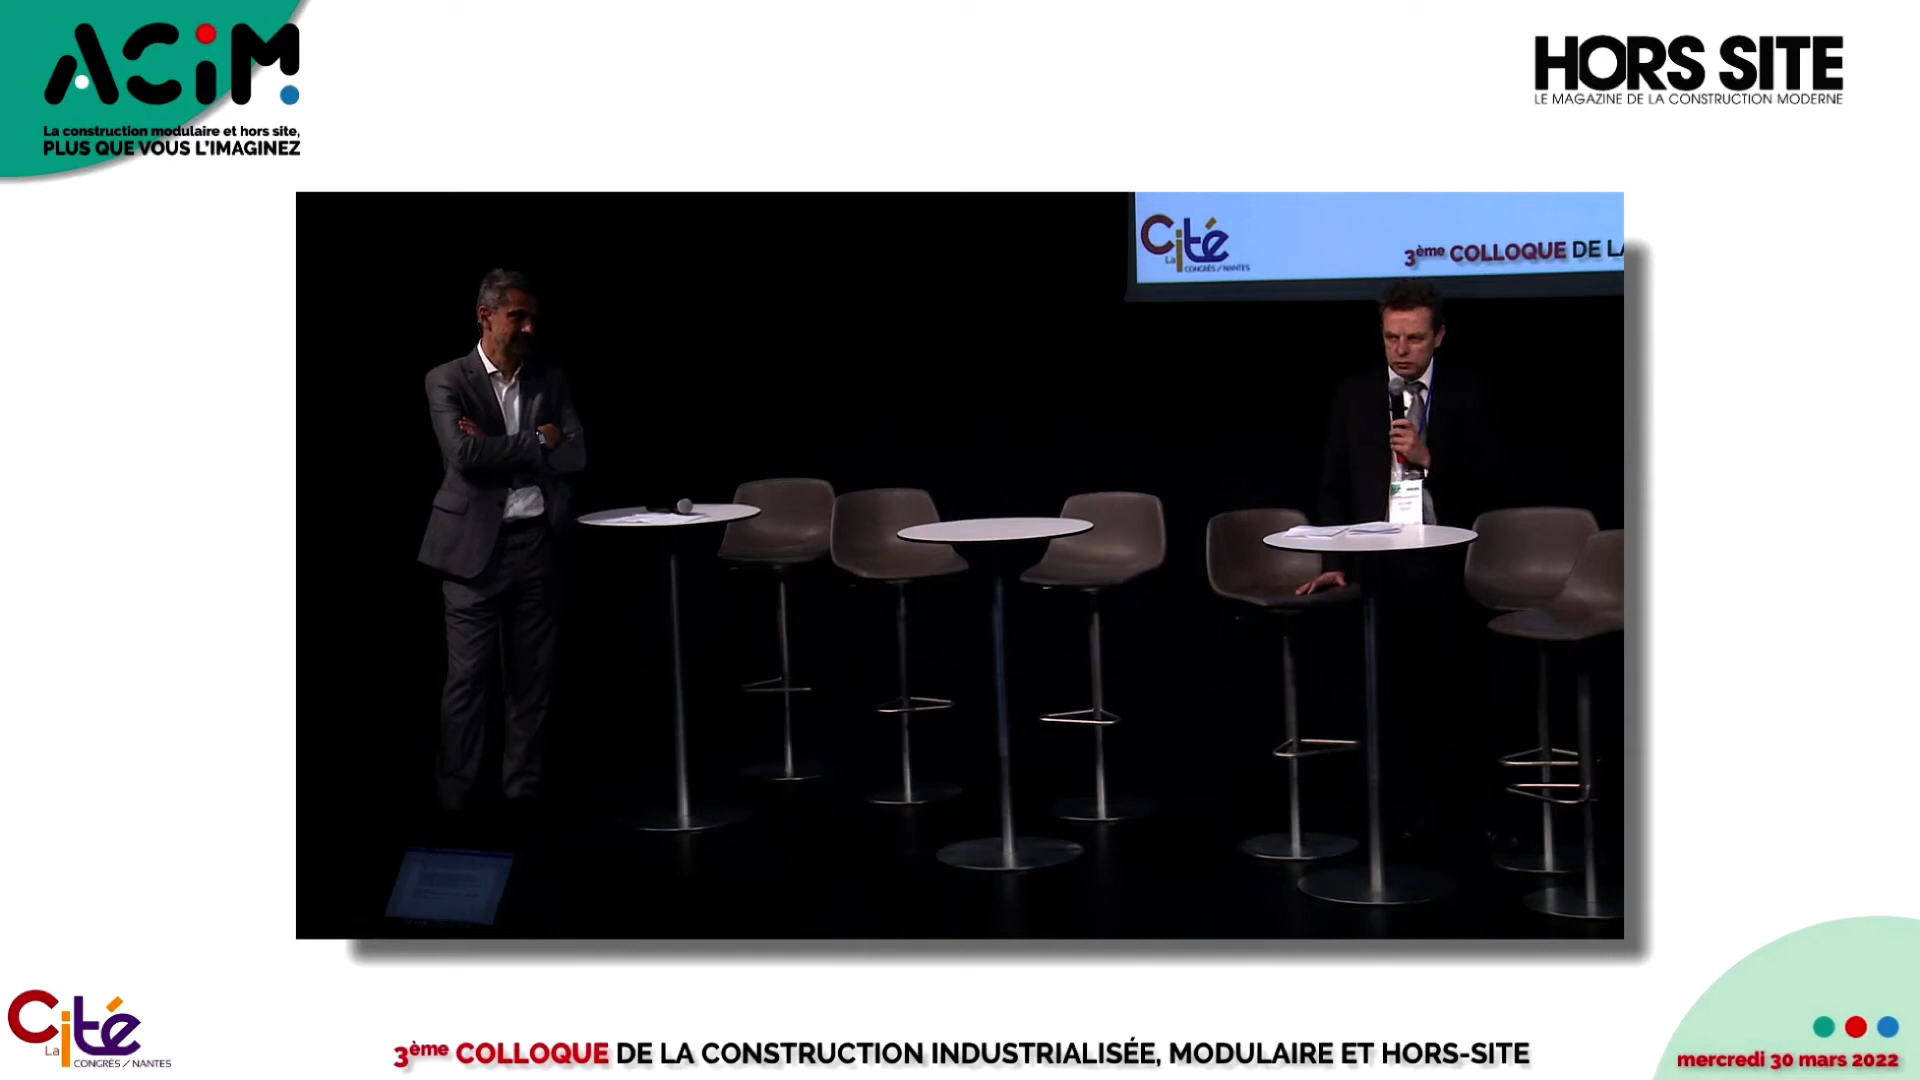 ACiM
La construction modulaire et hors site,
PLUS QUE VOUS L'IMAGINEZ
HORS SITE
LE MAGAZINE DE LA CONSTRUCTION MODERNE
La Cité
CONGRÈS / NANTES
3ème COLLOQUE DE LA
La Cité
CONGRÈS / NANTES
3ème COLLOQUE DE LA CONSTRUCTION INDUSTRIALISÉE, MODULAIRE ET HORS-SITE
mercredi 30 mars 2022